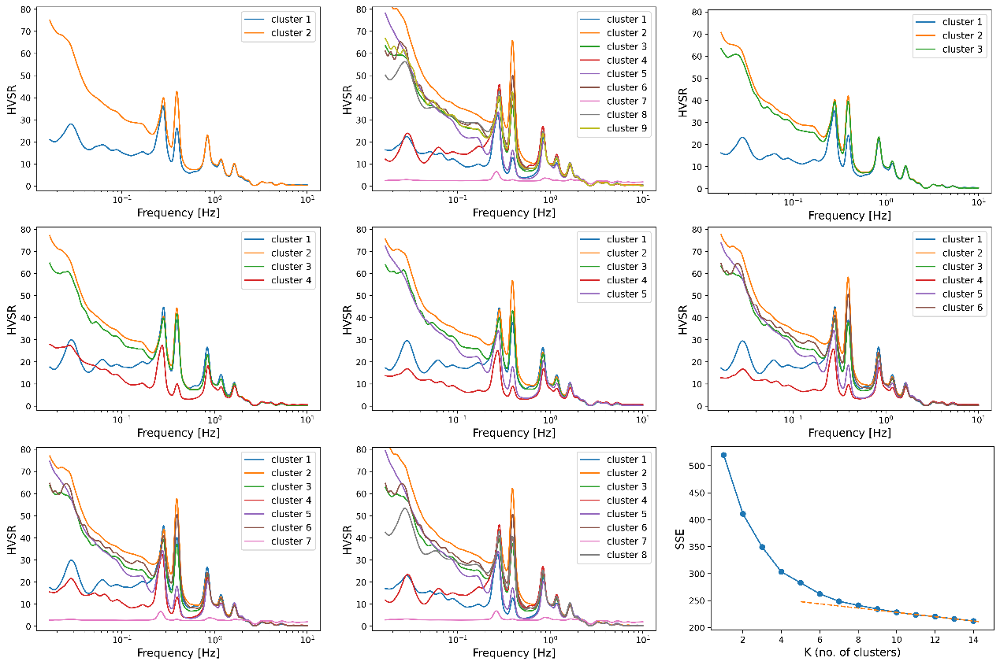 80
70
60
50
40
30
20
10
0
HVSR
cluster 1
cluster 2
10⁻¹
10⁰
10¹
Frequency [Hz]
80
70
60
50
40
30
20
10
0
HVSR
cluster 1
cluster 2
cluster 3
cluster 4
cluster 5
cluster 6
cluster 7
cluster 8
cluster 9
10⁻¹
10⁰
10¹
Frequency [Hz]
80
70
60
50
40
30
20
10
0
HVSR
cluster 1
cluster 2
cluster 3
10⁻¹
10⁰
10¹
Frequency [Hz]
80
70
60
50
40
30
20
10
0
HVSR
cluster 1
cluster 2
cluster 3
cluster 4
10⁻¹
10⁰
10¹
Frequency [Hz]
80
70
60
50
40
30
20
10
0
HVSR
cluster 1
cluster 2
cluster 3
cluster 4
cluster 5
10⁻¹
10⁰
10¹
Frequency [Hz]
80
70
60
50
40
30
20
10
0
HVSR
cluster 1
cluster 2
cluster 3
cluster 4
cluster 5
cluster 6
10⁻¹
10⁰
10¹
Frequency [Hz]
80
70
60
50
40
30
20
10
0
HVSR
cluster 1
cluster 2
cluster 3
cluster 4
cluster 5
cluster 6
cluster 7
10⁻¹
10⁰
10¹
Frequency [Hz]
80
70
60
50
40
30
20
10
0
HVSR
cluster 1
cluster 2
cluster 3
cluster 4
cluster 5
cluster 6
cluster 7
cluster 8
10⁻¹
10⁰
10¹
Frequency [Hz]
500
450
400
350
300
250
200
SSE
2
4
6
8
10
12
14
K (no. of clusters)